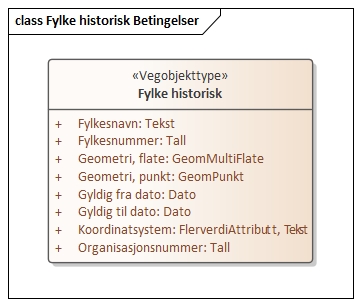 class Fylke historisk Betingelser
«Vegobjekttype»
Fylke historisk
+ Fylkesnavn: Tekst
+ Fylkesnummer: Tall
+ Geometri, flate: GeomMultiFlate
+ Geometri, punkt: GeomPunkt
+ Gyldig fra dato: Dato
+ Gyldig til dato: Dato
+ Koordinatsystem: FlerverdiAttributt, Tekst
+ Organisasjonsnummer: Tall